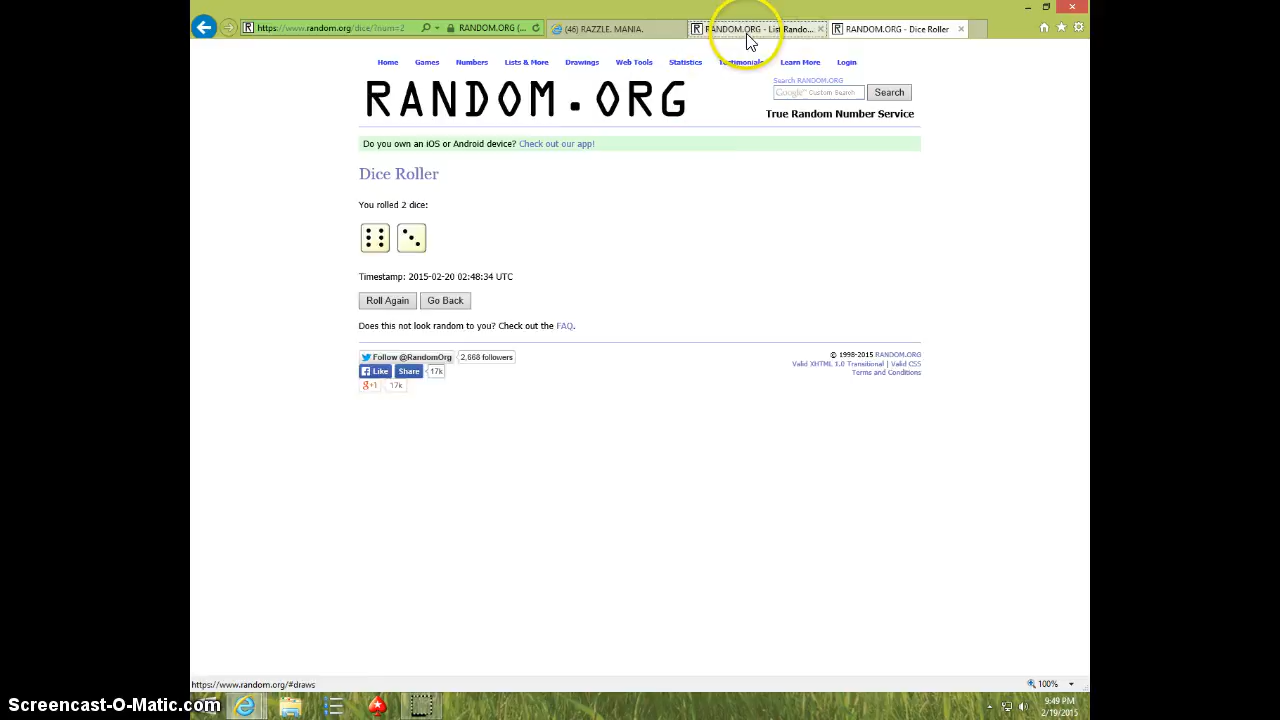 https://www.random.org/dice/?num=2
RANDOM.ORG (...
(46) RAZZLE. MANIA.
RANDOM.ORG - List Rando...
RANDOM.ORG - Dice Roller
Home Games Numbers Lists & More Drawings Web Tools Statistics Testimonials Learn More Login
Search RANDOM.ORG
Google Custom Search
Search
RANDOM.ORG
True Random Number Service
Do you own an iOS or Android device? Check out our app!
Dice Roller
You rolled 2 dice:
Timestamp: 2015-02-20 02:48:34 UTC
Roll Again
Go Back
Does this not look random to you? Check out the FAQ.
Follow @RandomOrg
2,668 followers
Like
Share
17k
g+1
17k
© 1998-2015 RANDOM.ORG
Valid XHTML 1.0 Transitional | Valid CSS
Terms and Conditions
https://www.random.org/#draws
100%
9:49 PM
2/19/2015
Screencast-O-Matic.com